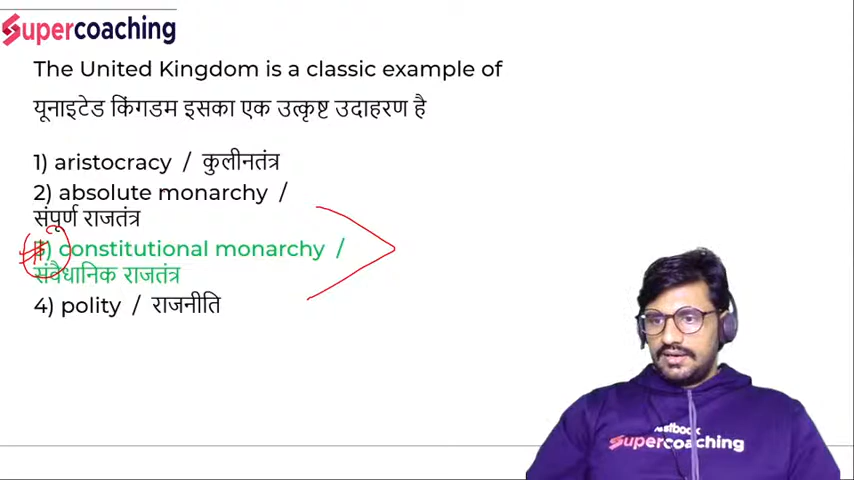 Supercoaching
The United Kingdom is a classic example of
यूनाइटेड किंगडम इसका एक उत्कृष्ट उदाहरण है
1) aristocracy / कुलीनतंत्र
2) absolute monarchy /
संपूर्ण राजतंत्र
3) constitutional monarchy /
संवैधानिक राजतंत्र
4) polity / राजनीति
testbook
Supercoaching